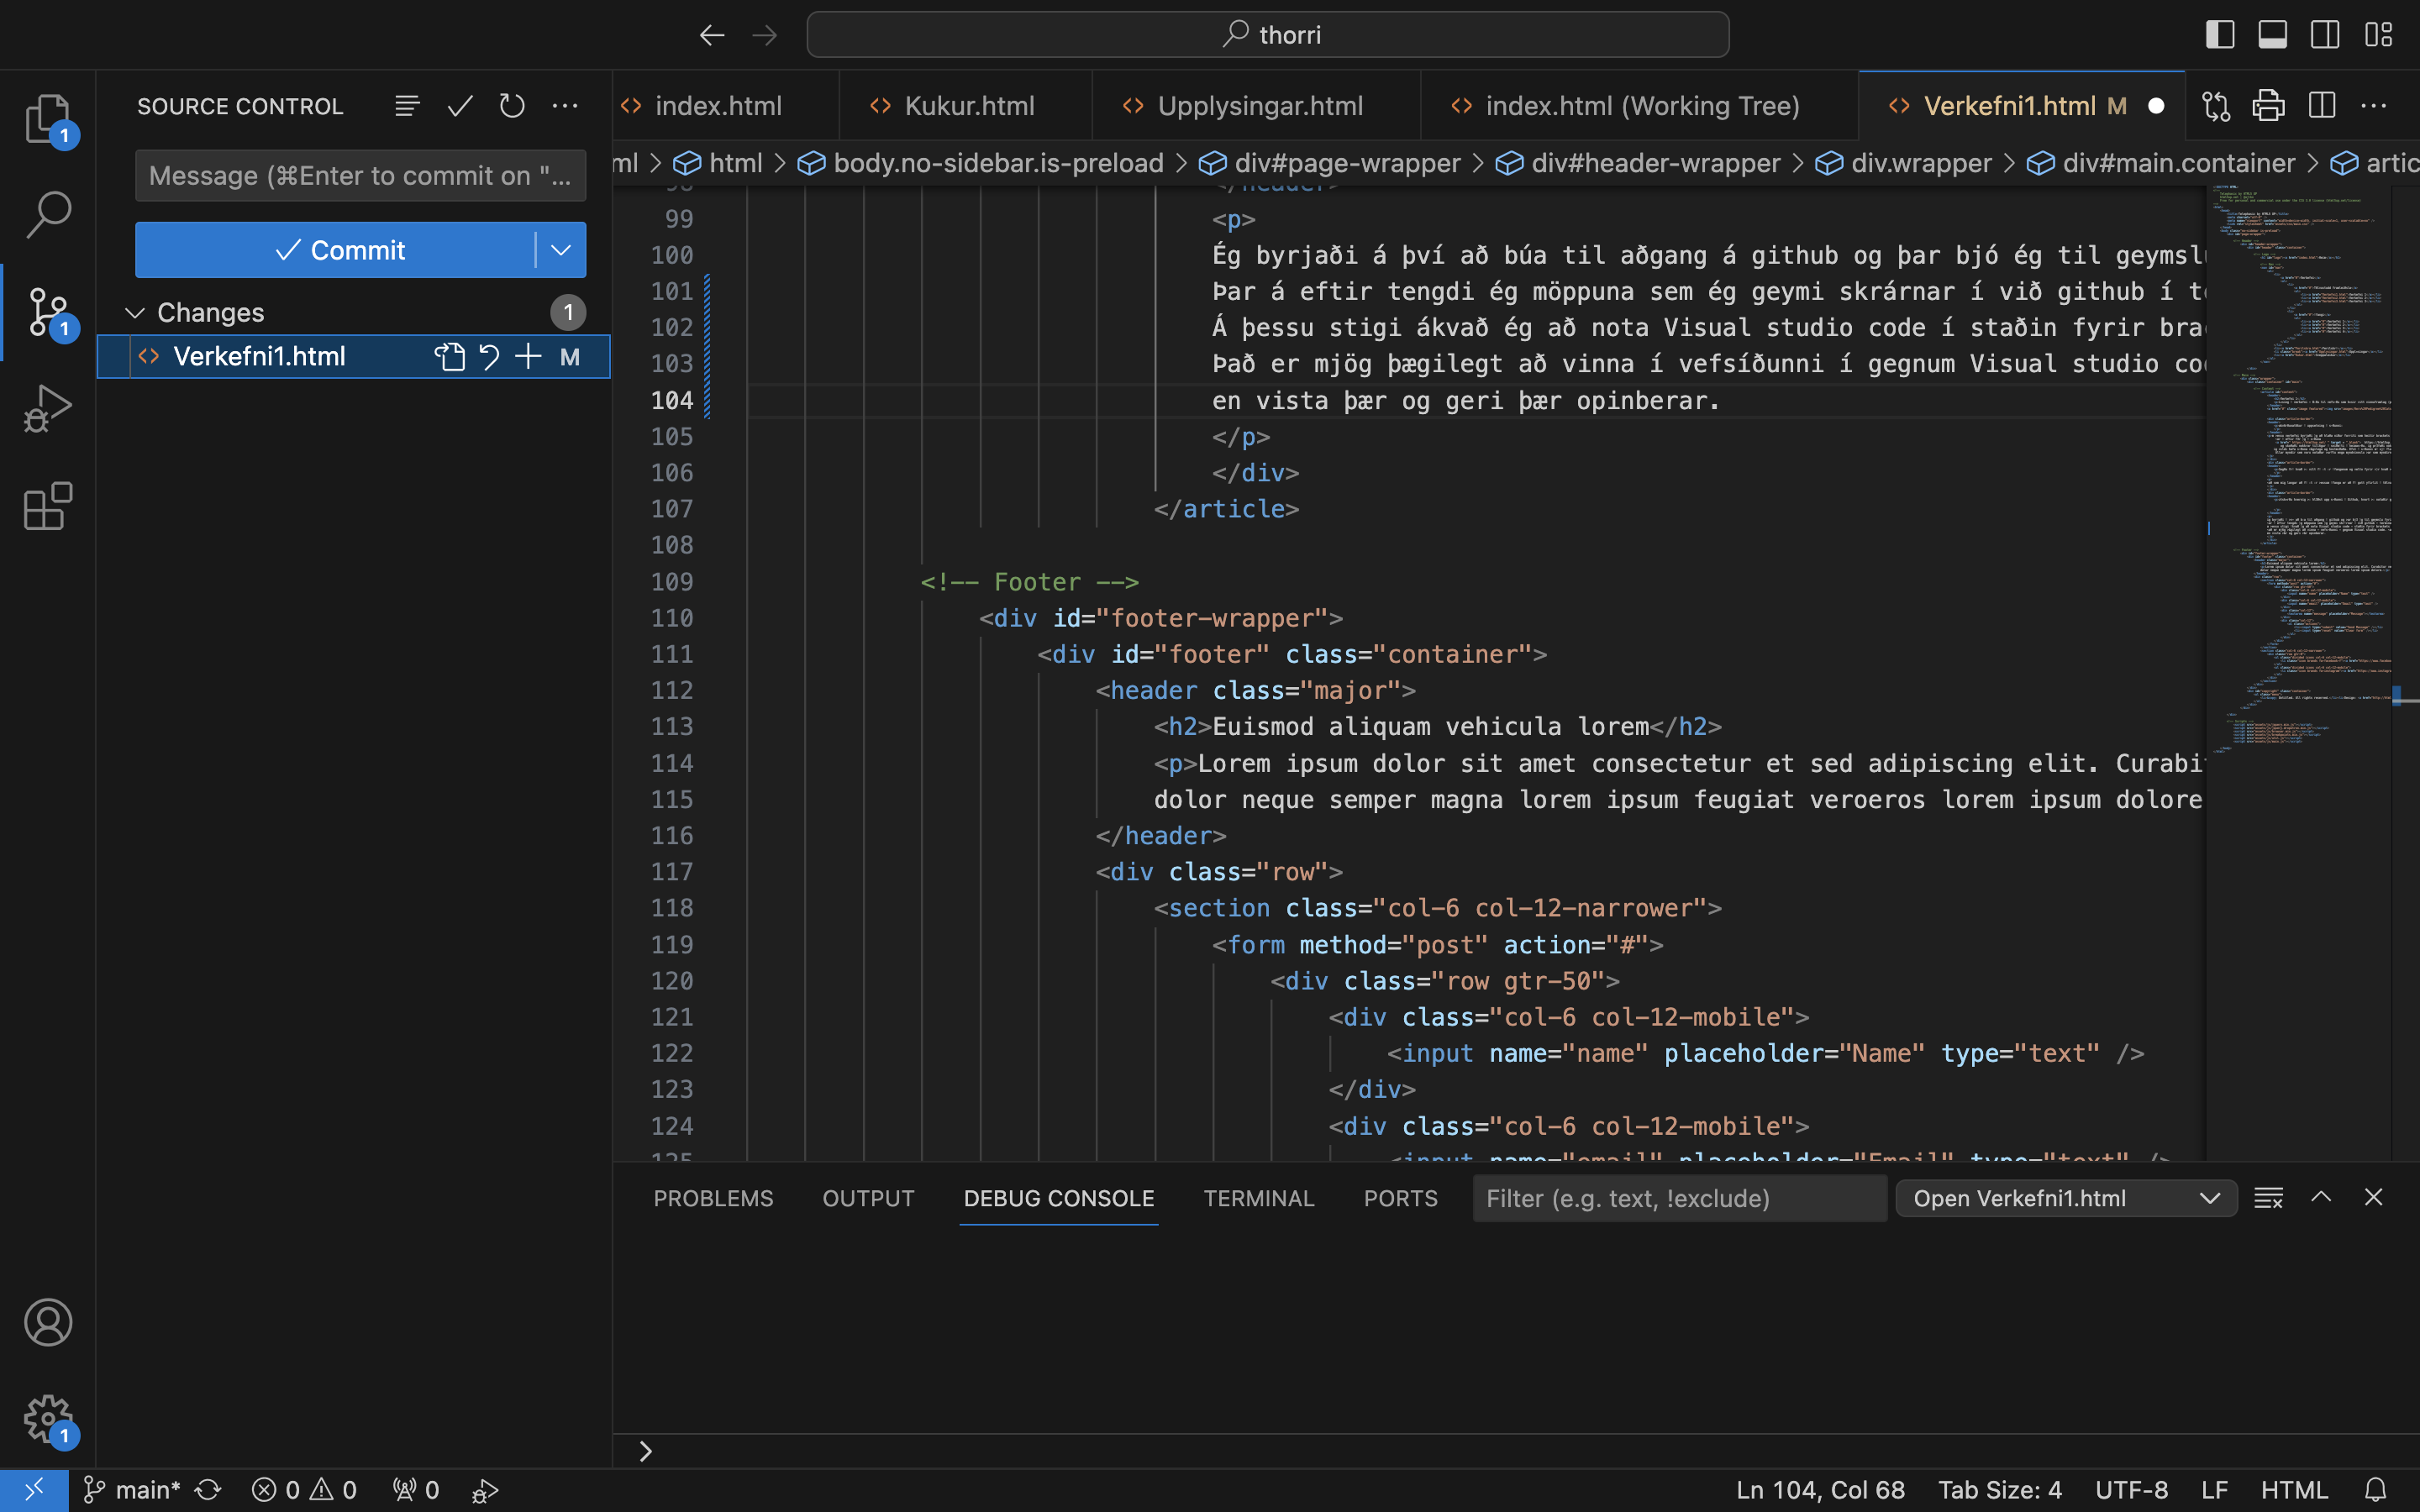 thorri
SOURCE CONTROL
index.html
Kukur.html
Upplysingar.html
index.html (Working Tree)
Verkefni1.html M
1
ml > html > body.no-sidebar.is-preload > div#page-wrapper > div#header-wrapper > div.wrapper > div#main.container > artic
Message (⌘Enter to commit on "...
Commit
Changes 1
Verkefni1.html M
1
99 <p>
100 Ég byrjaði á því að búa til aðgang á github og þar bjó ég til geymslu
101 Þar á eftir tengdi ég möppuna sem ég geymi skrárnar í við github í
102 Á þessu stigi ákvað ég að nota Visual studio code í staðin fyrir
103 Það er mjög þægilegt að vinna í vefsíðunni í gegnum Visual studio
104 en vista þær og geri þær opinberar.
105 </p>
106 </div>
107 </article>
108
109 <!-- Footer -->
110 <div id="footer-wrapper">
111 <div id="footer" class="container">
112 <header class="major">
113 <h2>Euismod aliquam vehicula lorem</h2>
114 <p>Lorem ipsum dolor sit amet consectetur et sed adipiscing elit. Curabi
115 dolor neque semper magna lorem ipsum feugiat veroeros lorem ipsum dolore
116 </header>
117 <div class="row">
118 <section class="col-6 col-12-narrower">
119 <form method="post" action="#">
120 <div class="row gtr-50">
121 <div class="col-6 col-12-mobile">
122 <input name="name" placeholder="Name" type="text" />
123 </div>
124 <div class="col-6 col-12-mobile">
125 <input name="email" placeholder="Email" type="text" />
PROBLEMS OUTPUT DEBUG CONSOLE TERMINAL PORTS
Filter (e.g. text, !exclude)
Open Verkefni1.html
1
main* 0 0 0
Ln 104, Col 68 Tab Size: 4 UTF-8 LF HTML